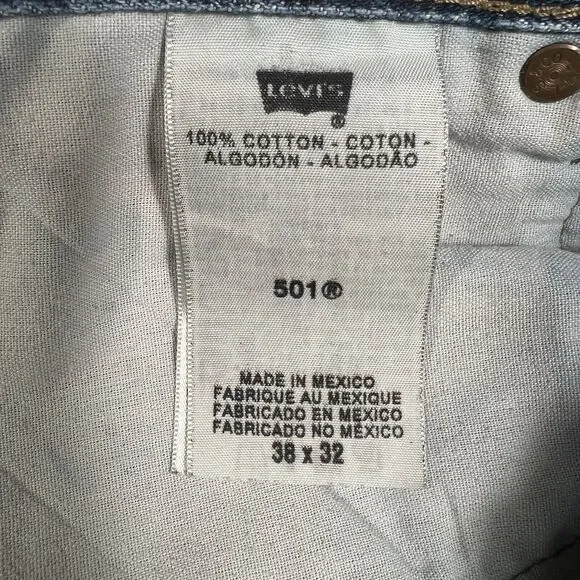 Levi's
®
100% COTTON - COTON -
ALGODÓN - ALGODÃO
501®
MADE IN MEXICO
FABRIQUE AU MEXIQUE
FABRICADO EN MEXICO
FABRICADO NO MÉXICO
38 x 32